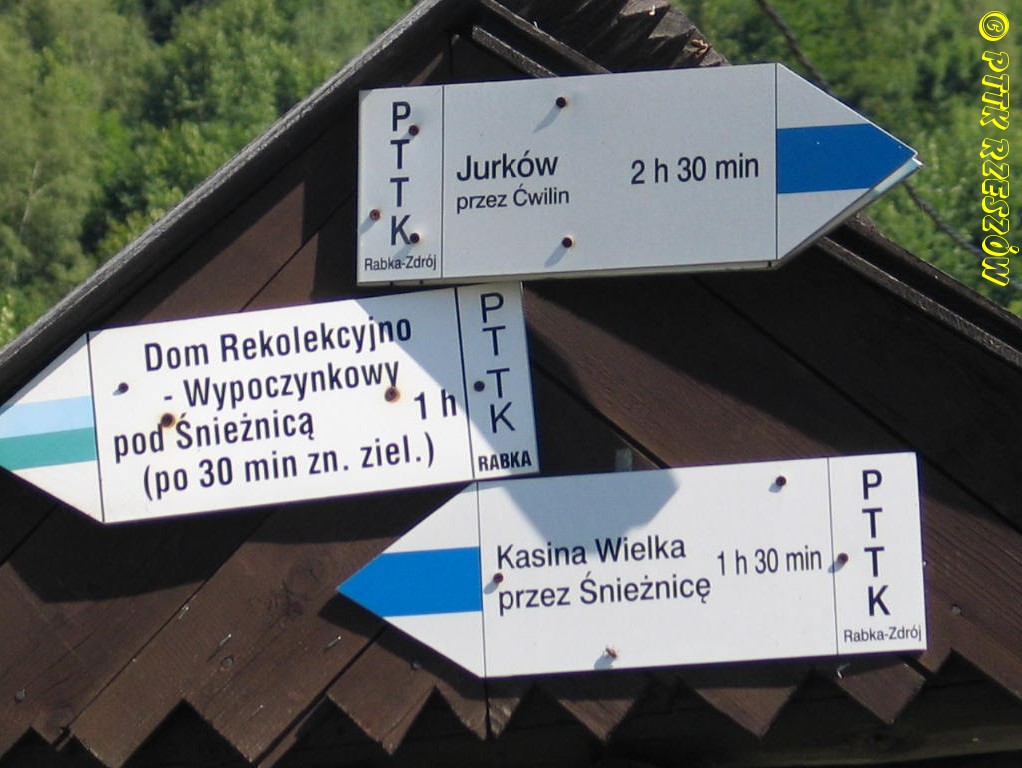 PTTK
Rabka-Zdrój
Jurków 2 h 30 min
przez Ćwilin
Dom Rekolekcyjno
- Wypoczynkowy
pod Śnieżnicą 1 h
(po 30 min zn. ziel.)
PTTK
RABKA
Kasina Wielka
przez Śnieżnicę 1 h 30 min
PTTK
Rabka-Zdrój
© PTTK RZESZÓW